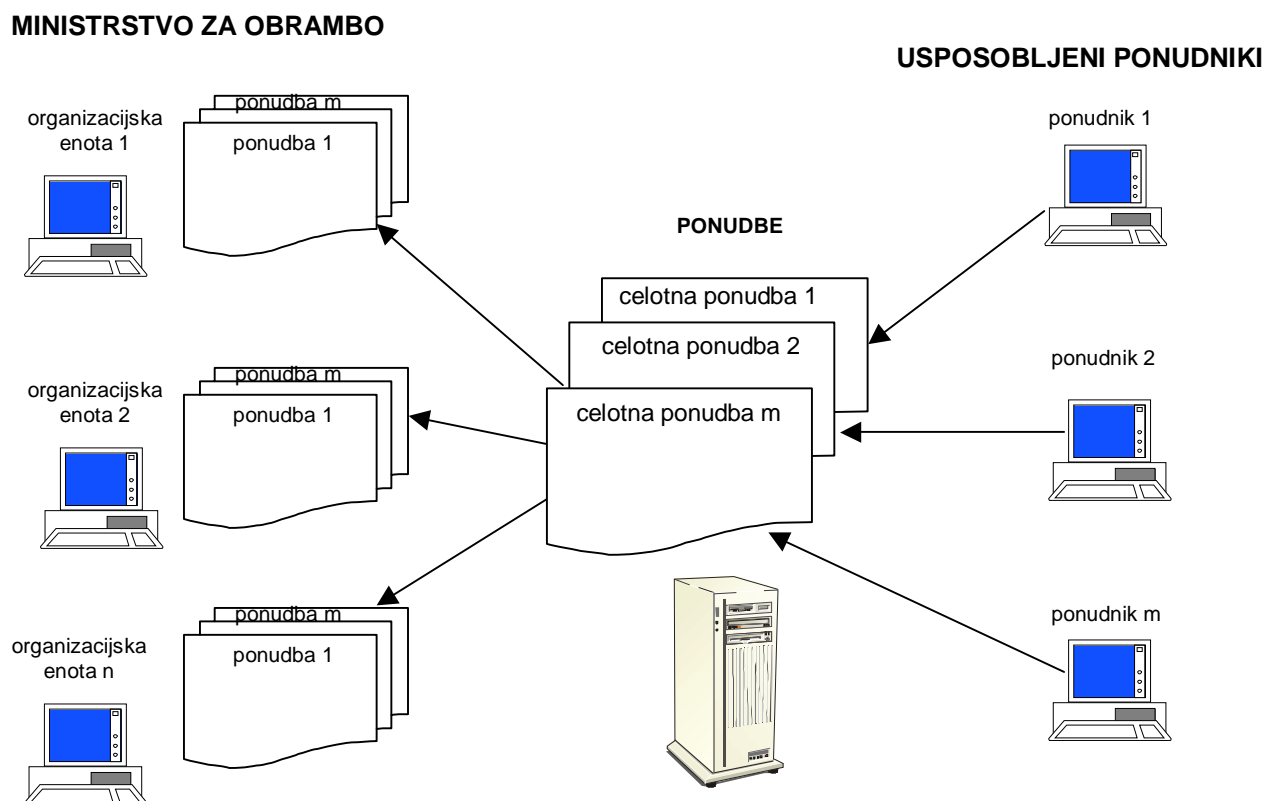 MINISTRSTVO ZA OBRAMBO
USPOSOBLJENI PONUDNIKI
organizacijska
enota 1
ponudba m
ponudba 1
ponudnik 1
PONUDBE
celotna ponudba 1
celotna ponudba 2
celotna ponudba m
ponudnik 2
organizacijska
enota 2
ponudba m
ponudba 1
organizacijska
enota n
ponudba m
ponudba 1
ponudnik m